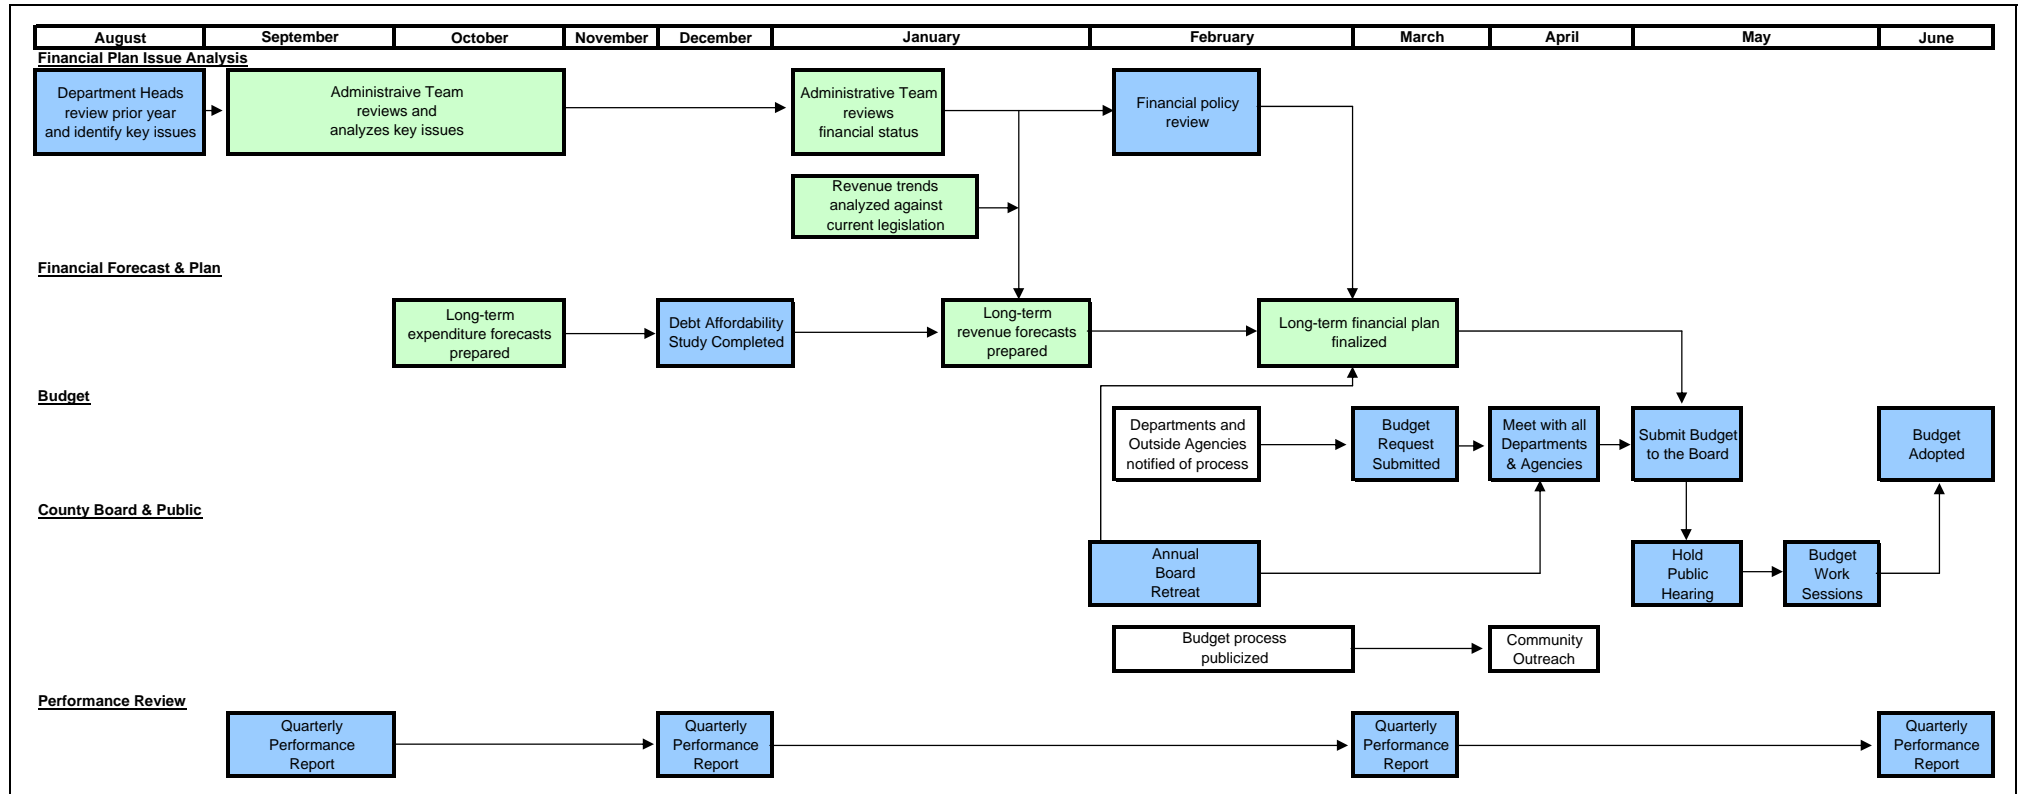 August
September
October
November
December
January
February
March
April
May
June
Financial Plan Issue Analysis
Department Heads
review prior year
and identify key issues
Administraive Team
reviews and
analyzes key issues
Administrative Team
reviews
financial status
Financial policy
review
Revenue trends
analyzed against
current legislation
Financial Forecast & Plan
Long-term
expenditure forecasts
prepared
Debt Affordability
Study Completed
Long-term
revenue forecasts
prepared
Long-term financial plan
finalized
Budget
Departments and
Outside Agencies
notified of process
Budget
Request
Submitted
Meet with all
Departments
& Agencies
Submit Budget
to the Board
Budget
Adopted
County Board & Public
Annual
Board
Retreat
Hold
Public
Hearing
Budget
Work
Sessions
Budget process
publicized
Community
Outreach
Performance Review
Quarterly
Performance
Report
Quarterly
Performance
Report
Quarterly
Performance
Report
Quarterly
Performance
Report